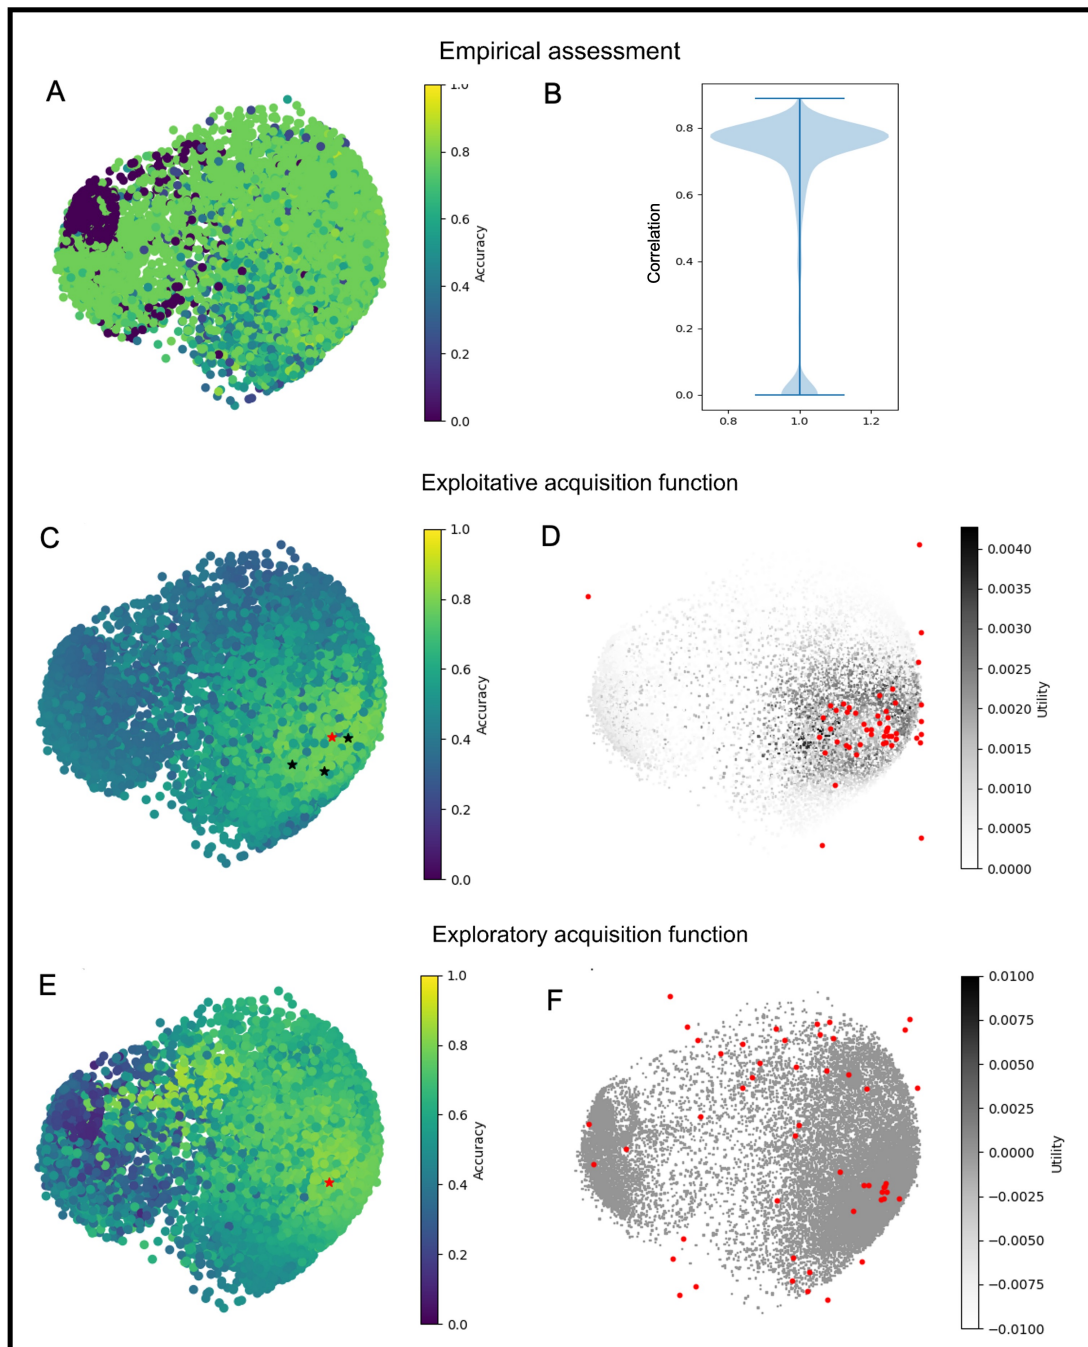 Empirical assessment
A
1.0
0.8
0.6
0.4
0.2
0.0
Accuracy
B
0.8
0.6
0.4
0.2
0.0
Correlation
0.8 1.0 1.2
Exploitative acquisition function
C
1.0
0.8
0.6
0.4
0.2
0.0
Accuracy
D
0.0040
0.0035
0.0030
0.0025
0.0020
0.0015
0.0010
0.0005
0.0000
Utility
Exploratory acquisition function
E
1.0
0.8
0.6
0.4
0.2
0.0
Accuracy
F
0.0100
0.0075
0.0050
0.0025
0.0000
−0.0025
−0.0050
−0.0075
−0.0100
Utility